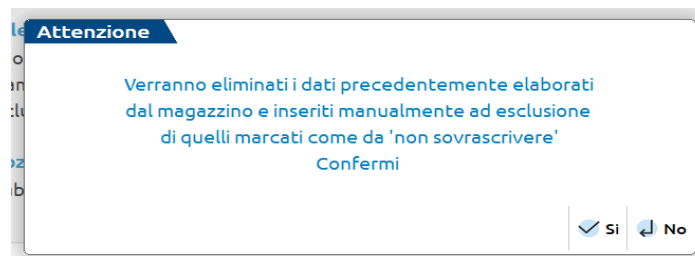 Attenzione
Verranno eliminati i dati precedentemente elaborati
dal magazzino e inseriti manualmente ad esclusione
di quelli marcati come da 'non sovrascrivere'
Confermi
Si No